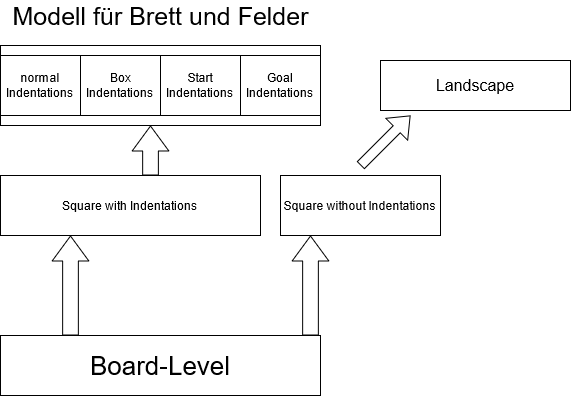 Modell für Brett und Felder
normal
Indentations
Box
Indentations
Start
Indentations
Goal
Indentations
Landscape
Square with Indentations
Square without Indentations
Board-Level